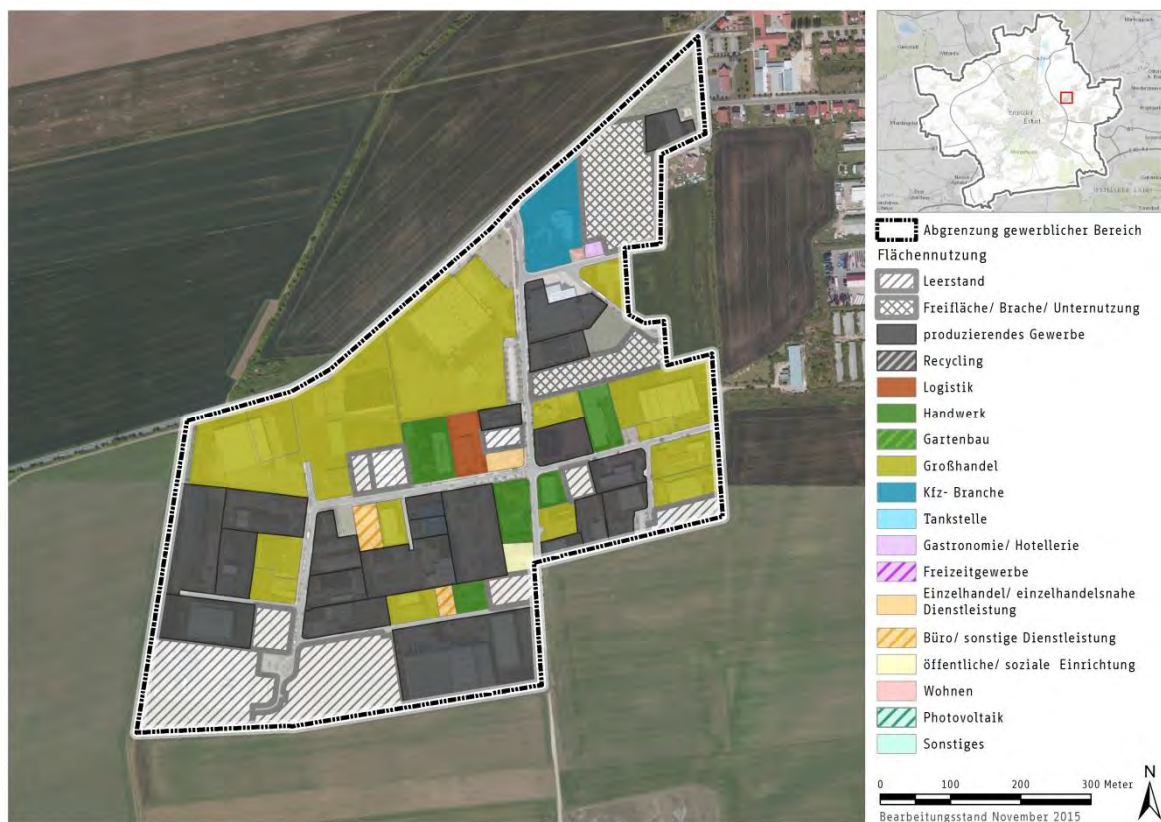 Erfurt
Abgrenzung gewerblicher Bereich
Flächennutzung
Leerstand
Freifläche/ Brache/ Unternutzung
produzierendes Gewerbe
Recycling
Logistik
Handwerk
Gartenbau
Großhandel
Kfz- Branche
Tankstelle
Gastronomie/ Hotellerie
Freizeitgewerbe
Einzelhandel/ einzelhandelsnahe
Dienstleistung
Büro/ sonstige Dienstleistung
öffentliche/ soziale Einrichtung
Wohnen
Photovoltaik
Sonstiges
0 100 200 300 Meter
N
Bearbeitungsstand November 2015